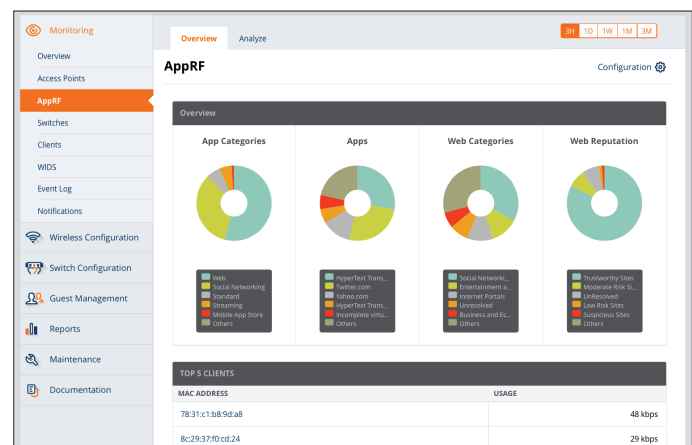 Monitoring
Overview
Access Points
AppRF
Switches
Clients
WIDS
Event Log
Notifications
Wireless Configuration
Switch Configuration
Guest Management
Reports
Maintenance
Documentation
Overview Analyze
3H 1D 1W 1M 3M
AppRF
Configuration
Overview
App Categories Apps Web Categories Web Reputation
Web
Social Networking
Standard
Streaming
Mobile App Store
Others
HyperText Trans...
Twitter.com
Yahoo.com
HyperText Trans...
incomplete virtu...
Others
Social Networki...
Entertainment a...
Internet Portals
Unresolved
Business and Ec...
Others
Trustworthy Sites
Moderate Risk Si...
UnResolved
Low Risk Sites
Suspicious Sites
Others
TOP 5 CLIENTS
MAC ADDRESS USAGE
78:31:c1:b8:9d:a8 48 kbps
8c:29:37:f0:cd:24 29 kbps